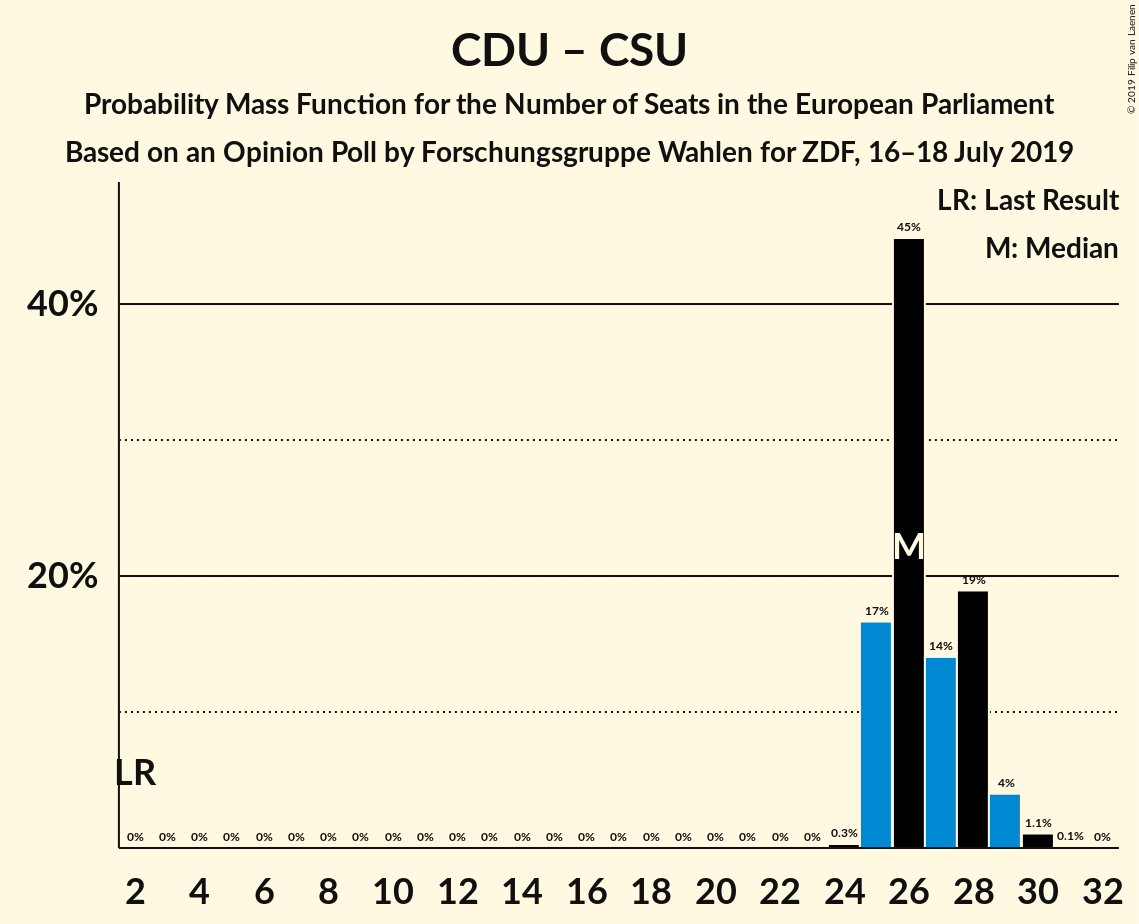 © 2019 Filip van Laenen
CDU – CSU
Probability Mass Function for the Number of Seats in the European Parliament
Based on an Opinion Poll by Forschungsgruppe Wahlen for ZDF, 16–18 July 2019
LR: Last Result
M: Median
45%
40%
M
20%
19%
17%
14%
LR
4%
0% 0% 0% 0% 0% 0% 0% 0% 0% 0% 0% 0% 0% 0% 0% 0% 0% 0% 0% 0% 0% 0% 0.3% 1.1% 0.1% 0%
2 4 6 8 10 12 14 16 18 20 22 24 26 28 30 32